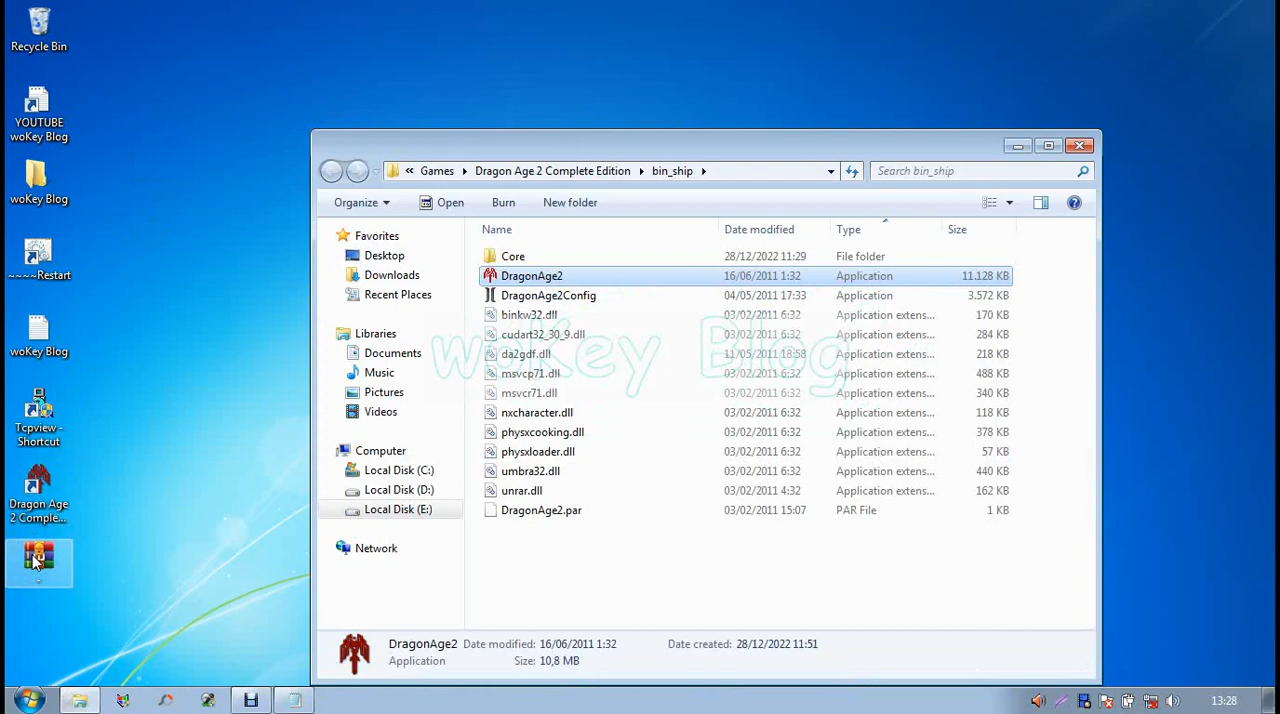 Recycle Bin
YOUTUBE
woKey Blog
woKey Blog
~~~~Restart
woKey Blog
Tcpview -
Shortcut
Dragon Age
2 Comple...
Games Dragon Age 2 Complete Edition bin_ship
Search bin_ship
Organize Open Burn New folder
Favorites
Desktop
Downloads
Recent Places
Libraries
Documents
Music
Pictures
Videos
Computer
Local Disk (C:)
Local Disk (D:)
Local Disk (E:)
Network
Name Date modified Type Size
Core 28/12/2022 11:29 File folder
DragonAge2 16/06/2011 1:32 Application 11.128 KB
DragonAge2Config 04/05/2011 17:33 Application 3.572 KB
binkw32.dll 03/02/2011 6:32 Application extens... 170 KB
cudart32_30_9.dll 03/02/2011 6:32 Application extens... 284 KB
da2gdf.dll 11/05/2011 18:58 Application extens... 218 KB
msvcp71.dll 03/02/2011 6:32 Application extens... 488 KB
msvcr71.dll 03/02/2011 6:32 Application extens... 340 KB
nxcharacter.dll 03/02/2011 6:32 Application extens... 118 KB
physxcooking.dll 03/02/2011 6:32 Application extens... 378 KB
physxloader.dll 03/02/2011 6:32 Application extens... 57 KB
umbra32.dll 03/02/2011 6:32 Application extens... 440 KB
unrar.dll 03/02/2011 4:32 Application extens... 162 KB
DragonAge2.par 03/02/2011 15:07 PAR File 1 KB
woKey Blog
DragonAge2 Date modified: 16/06/2011 1:32 Date created: 28/12/2022 11:51
Application Size: 10,8 MB
13:28